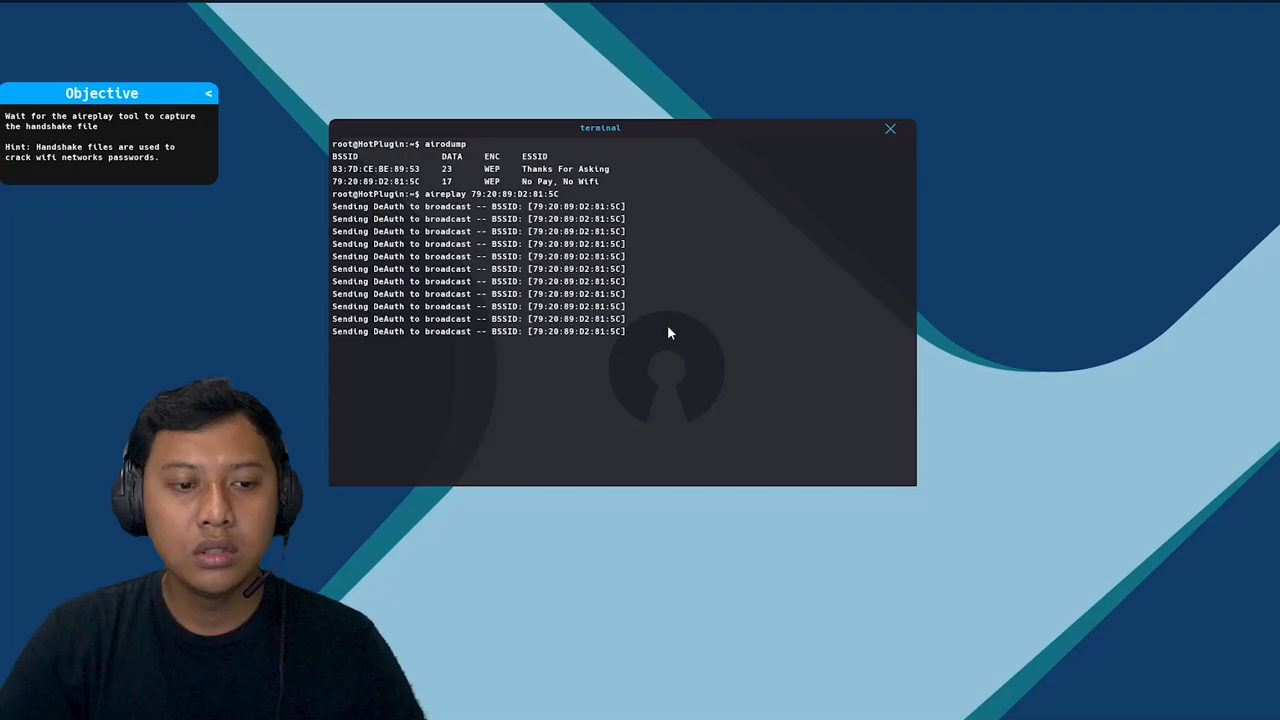 Objective <
Wait for the aireplay tool to capture
the handshake file
Hint: Handshake files are used to
crack wifi networks passwords.
terminal
root@HotPlugin:~$ airodump
BSSID DATA ENC ESSID
83:7D:CE:BE:89:53 23 WEP Thanks For Asking
79:20:89:D2:81:5C 17 WEP No Pay, No Wifi
root@HotPlugin:~$ aireplay 79:20:89:D2:81:5C
Sending DeAuth to broadcast -- BSSID: [79:20:89:D2:81:5C]
Sending DeAuth to broadcast -- BSSID: [79:20:89:D2:81:5C]
Sending DeAuth to broadcast -- BSSID: [79:20:89:D2:81:5C]
Sending DeAuth to broadcast -- BSSID: [79:20:89:D2:81:5C]
Sending DeAuth to broadcast -- BSSID: [79:20:89:D2:81:5C]
Sending DeAuth to broadcast -- BSSID: [79:20:89:D2:81:5C]
Sending DeAuth to broadcast -- BSSID: [79:20:89:D2:81:5C]
Sending DeAuth to broadcast -- BSSID: [79:20:89:D2:81:5C]
Sending DeAuth to broadcast -- BSSID: [79:20:89:D2:81:5C]
Sending DeAuth to broadcast -- BSSID: [79:20:89:D2:81:5C]
Sending DeAuth to broadcast -- BSSID: [79:20:89:D2:81:5C]